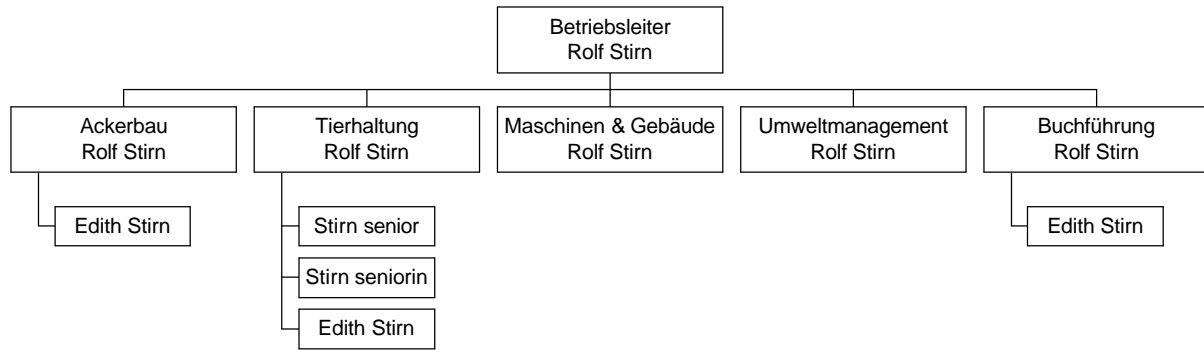 Betriebsleiter
Rolf Stirn
Ackerbau
Rolf Stirn
Tierhaltung
Rolf Stirn
Maschinen & Gebäude
Rolf Stirn
Umweltmanagement
Rolf Stirn
Buchführung
Rolf Stirn
Edith Stirn
Stirn senior
Stirn seniorin
Edith Stirn
Edith Stirn